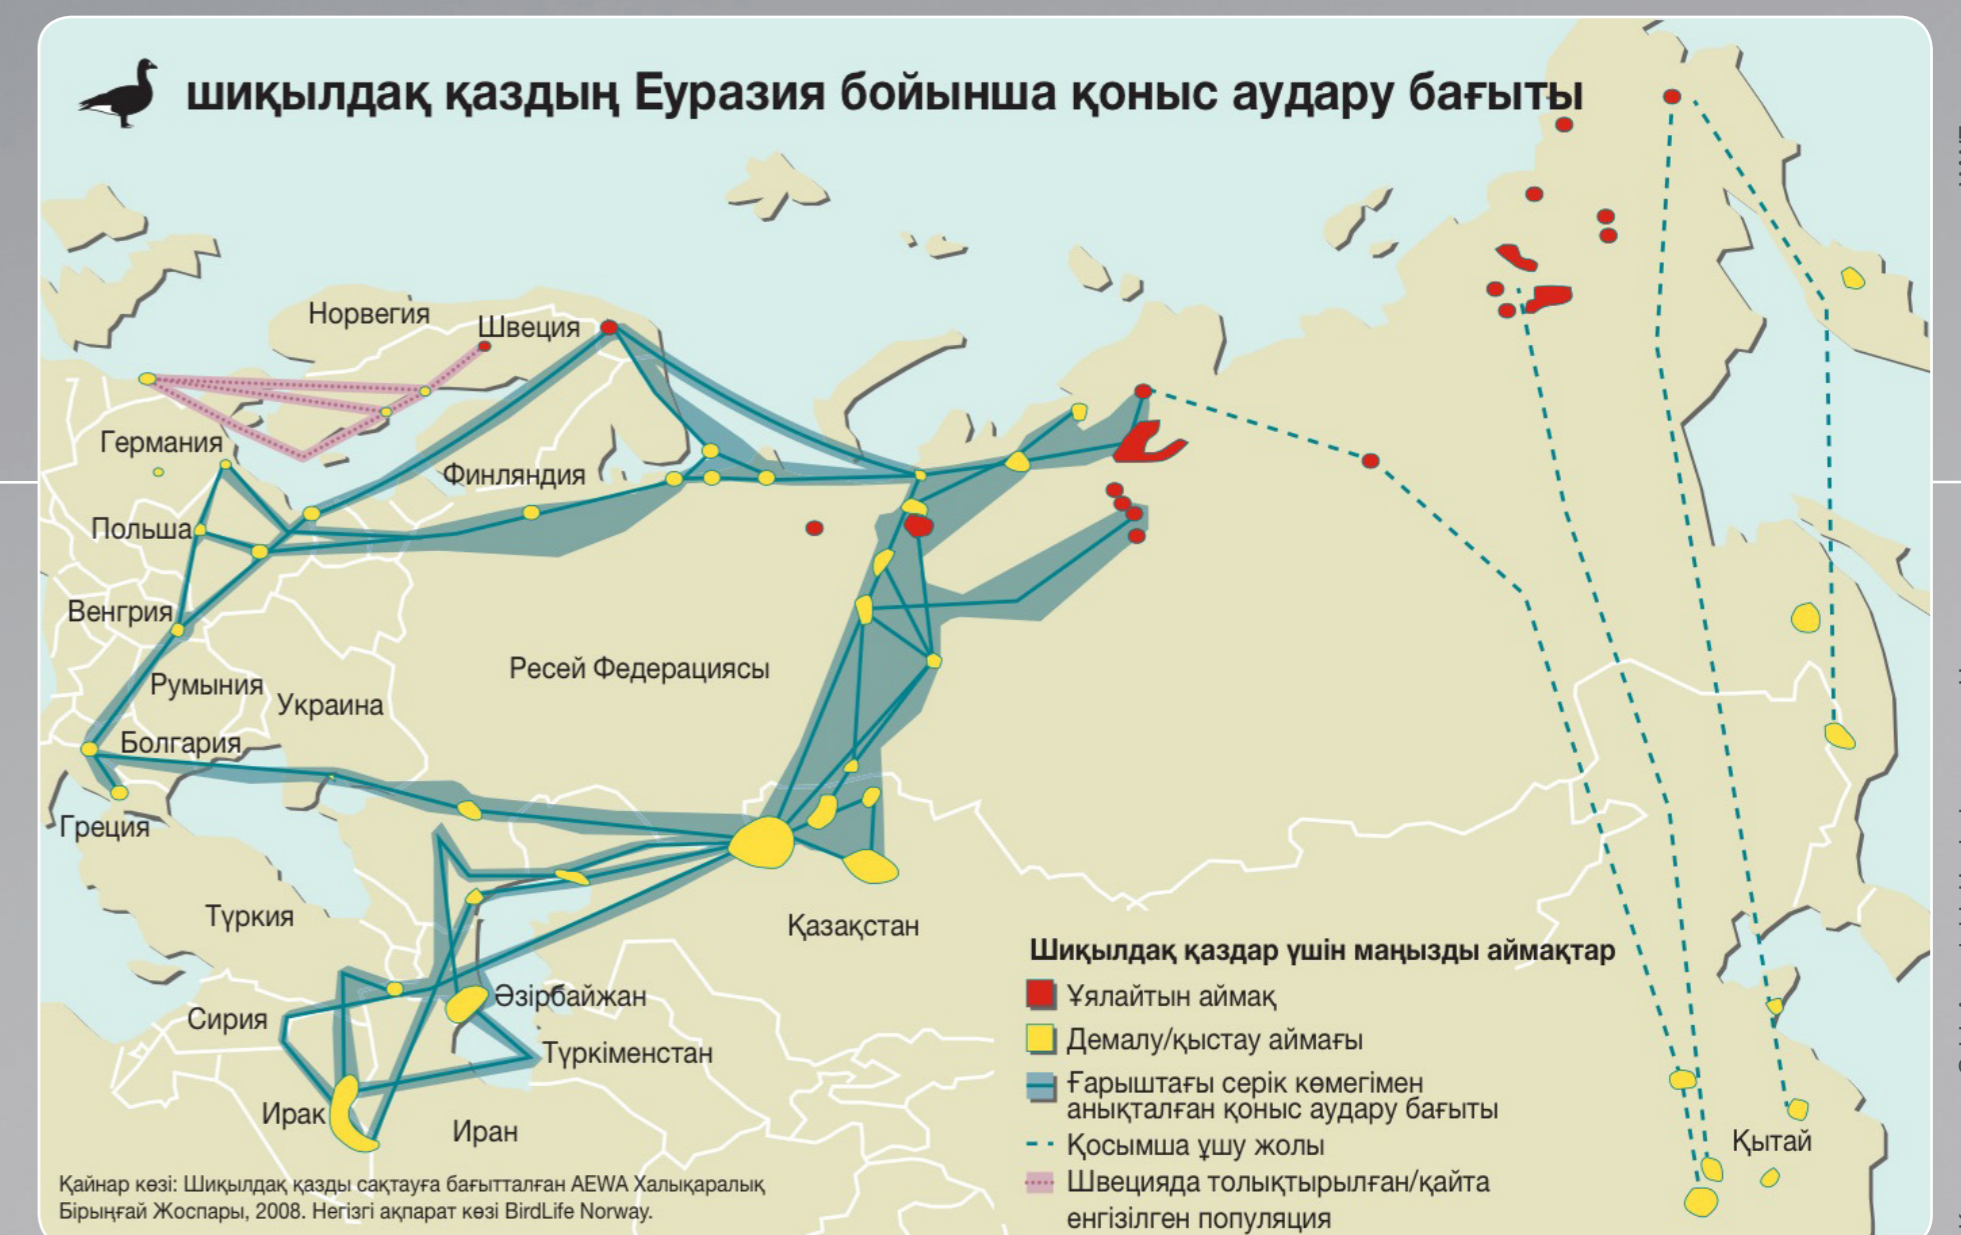 шиқылдақ қаздың Еуразия бойынша қоныс аудару бағыты
Норвегия
Швеция
Германия
Финляндия
Польша
Венгрия
Ресей Федерациясы
Румыния
Украина
Болгария
Греция
Түркия
Қазақстан
Әзірбайжан
Сирия
Түркіменстан
Ирак
Иран
Қытай
Шиқылдақ қаздар үшін маңызды аймақтар
Ұялайтын аймақ
Демалу/қыстау аймағы
Ғарыштағы серік көмегімен
анықталған қоныс аудару бағыты
Қосымша ұшу жолы
Швецияда толықтырылған/қайта
енгізілген популяция
Қайнар көзі: Шиқылдақ қазды сақтауға бағытталған AEWA Халықаралық
Бірыңғай Жоспары, 2008. Негізгі ақпарат көзі BirdLife Norway.